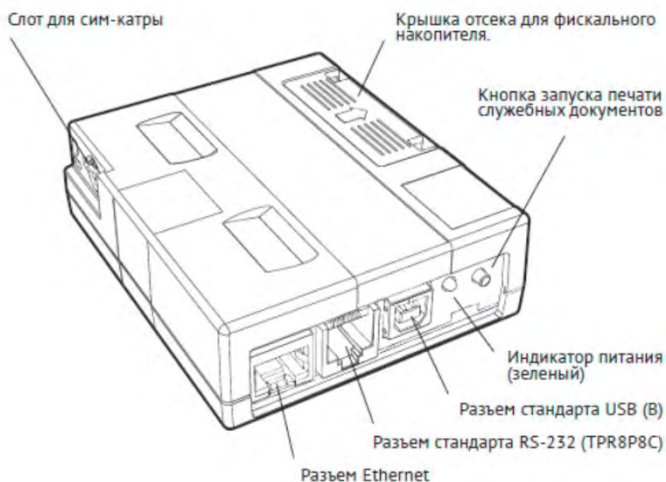 Слот для сим-катры
Крышка отсека для фискального
накопителя.
Кнопка запуска печати
служебных документов
Индикатор питания
(зеленый)
Разъем стандарта USB (B)
Разъем стандарта RS-232 (TPR8P8C)
Разъем Ethernet